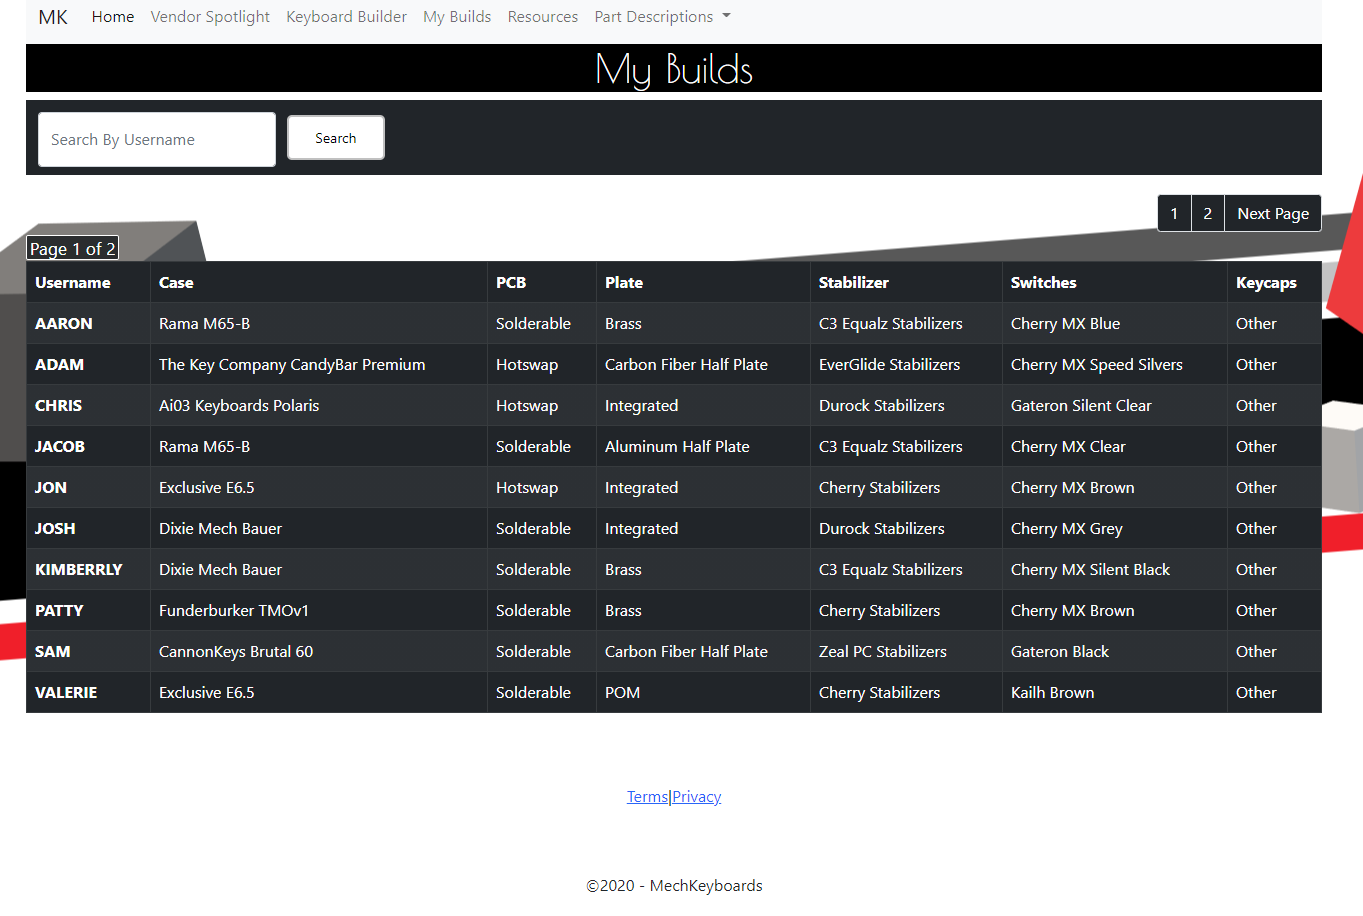 MK Home Vendor Spotlight Keyboard Builder My Builds Resources Part Descriptions
My Builds
Search By Username Search
1 2 Next Page
Page 1 of 2
Username Case PCB Plate Stabilizer Switches Keycaps
AARON Rama M65-B Solderable Brass C3 Equalz Stabilizers Cherry MX Blue Other
ADAM The Key Company CandyBar Premium Hotswap Carbon Fiber Half Plate EverGlide Stabilizers Cherry MX Speed Silvers Other
CHRIS Ai03 Keyboards Polaris Hotswap Integrated Durock Stabilizers Gateron Silent Clear Other
JACOB Rama M65-B Solderable Aluminum Half Plate C3 Equalz Stabilizers Cherry MX Clear Other
JON Exclusive E6.5 Hotswap Integrated Cherry Stabilizers Cherry MX Brown Other
JOSH Dixie Mech Bauer Solderable Integrated Durock Stabilizers Cherry MX Grey Other
KIMBERRLY Dixie Mech Bauer Solderable Brass C3 Equalz Stabilizers Cherry MX Silent Black Other
PATTY Funderburker TMOv1 Solderable Brass Cherry Stabilizers Cherry MX Brown Other
SAM CannonKeys Brutal 60 Solderable Carbon Fiber Half Plate Zeal PC Stabilizers Gateron Black Other
VALERIE Exclusive E6.5 Solderable POM Cherry Stabilizers Kailh Brown Other
Terms|Privacy
©2020 - MechKeyboards